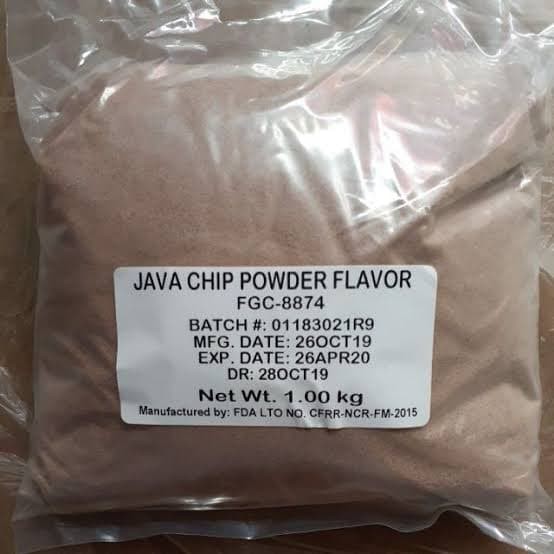 JAVA CHIP POWDER FLAVOR
FGC-8874
BATCH #: 01183021R9
MFG. DATE: 26OCT19
EXP. DATE: 26APR20
DR: 28OCT19
Net Wt. 1.00 kg
Manufactured by: FDA LTO NO. CFRR-NCR-FM-2015